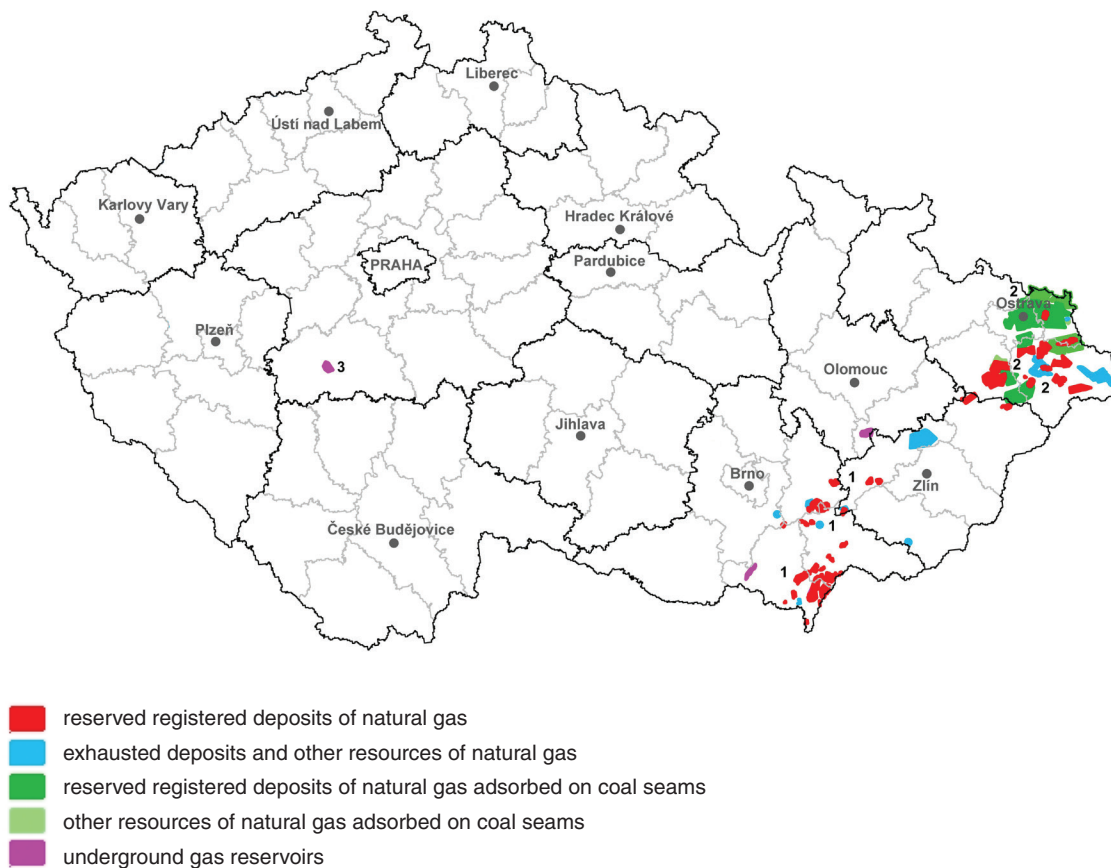 Liberec
Ústí nad Labem
Karlovy Vary
Hradec Králové
PRAHA
Pardubice
2
Ostrava
Plzeň
3
Olomouc
2
2
Jihlava
Brno
1
Zlín
České Budějovice
1
1
reserved registered deposits of natural gas
exhausted deposits and other resources of natural gas
reserved registered deposits of natural gas adsorbed on coal seams
other resources of natural gas adsorbed on coal seams
underground gas reservoirs